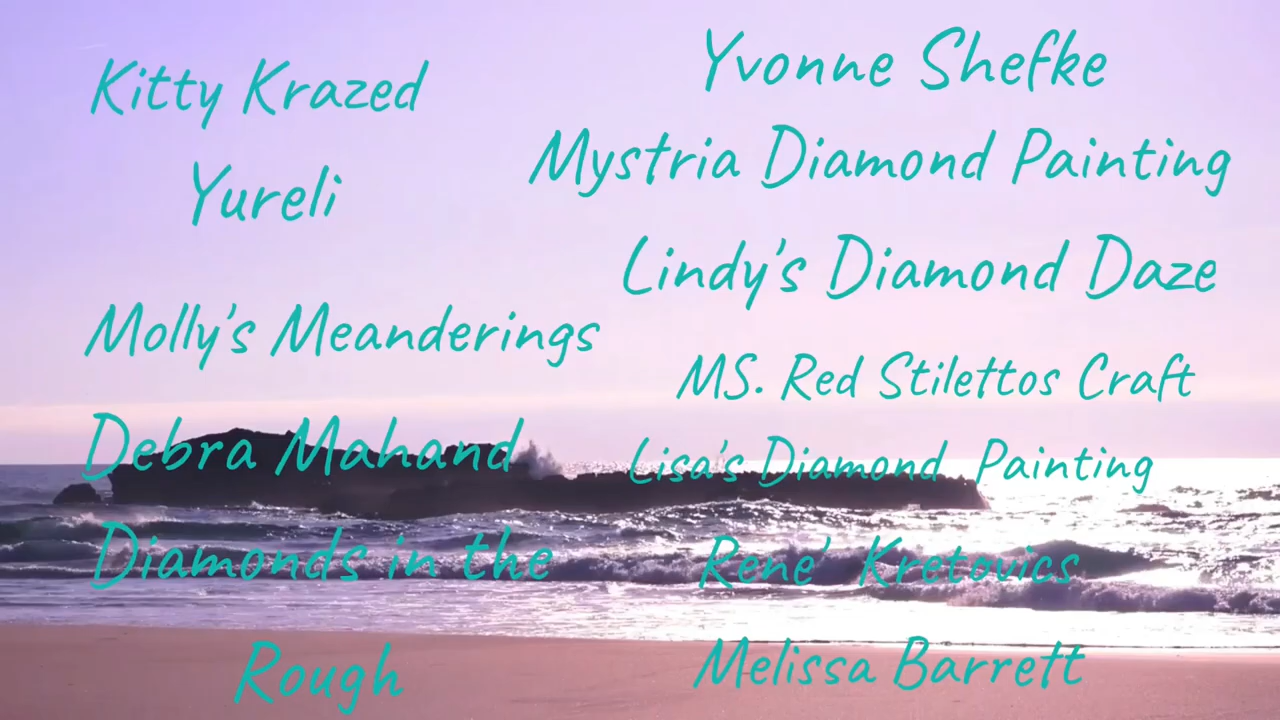 Kitty Krazed
Yureli
Molly's Meanderings
Debra Mahand
Diamonds in the
Rough
Yvonne Shefke
Mystria Diamond Painting
Lindy's Diamond Daze
MS. Red Stilettos Craft
Lisa's Diamond Painting
Rene' Kretovics
Melissa Barrett